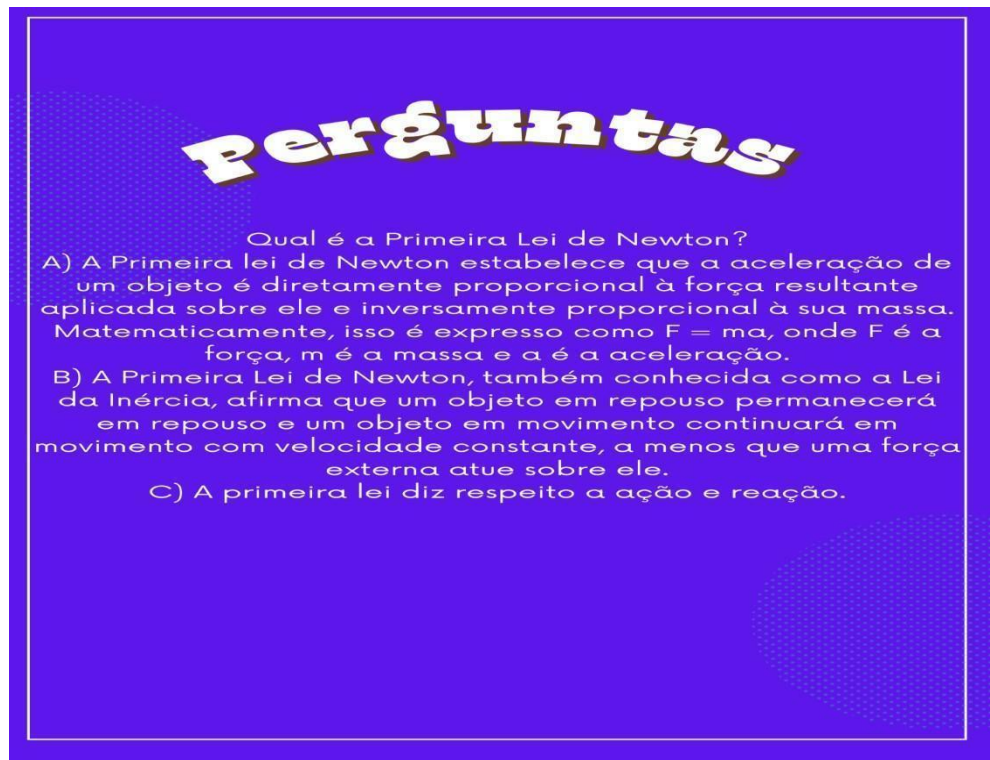 Perguntas
Qual é a Primeira Lei de Newton?
A) A Primeira lei de Newton estabelece que a aceleração de
um objeto é diretamente proporcional à força resultante
aplicada sobre ele e inversamente proporcional à sua massa.
Matematicamente, isso é expresso como F = ma, onde F é a
força, m é a massa e a é a aceleração.
B) A Primeira Lei de Newton, também conhecida como a Lei
da Inércia, afirma que um objeto em repouso permanecerá
em repouso e um objeto em movimento continuará em
movimento com velocidade constante, a menos que uma força
externa atue sobre ele.
C) A primeira lei diz respeito a ação e reação.